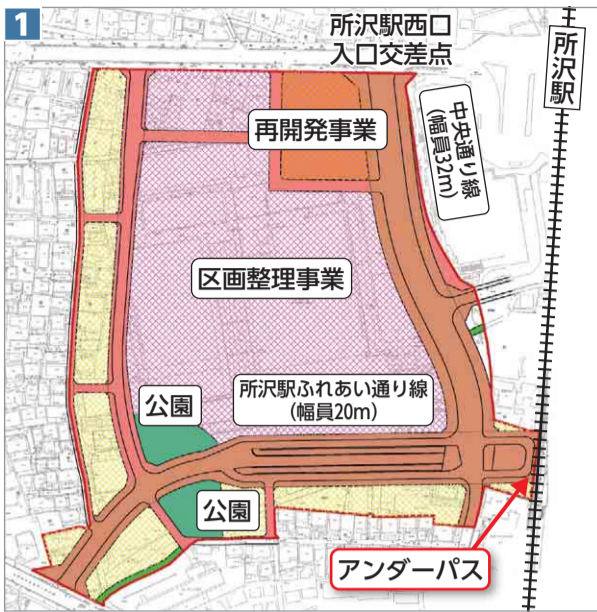 1
所沢駅西口
入口交差点
所沢駅
再開発事業
中央通り線
(幅員32m)
区画整理事業
所沢駅ふれあい通り線
(幅員20m)
公園
公園
アンダーパス